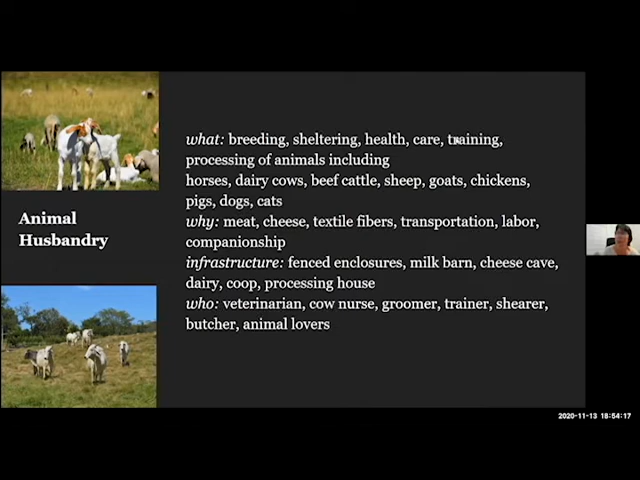 what: breeding, sheltering, health, care, training,
processing of animals including
horses, dairy cows, beef cattle, sheep, goats, chickens,
pigs, dogs, cats
why: meat, cheese, textile fibers, transportation, labor,
companionship
infrastructure: fenced enclosures, milk barn, cheese cave,
dairy, coop, processing house
who: veterinarian, cow nurse, groomer, trainer, shearer,
butcher, animal lovers
Animal
Husbandry
2020-11-13 18:54:17